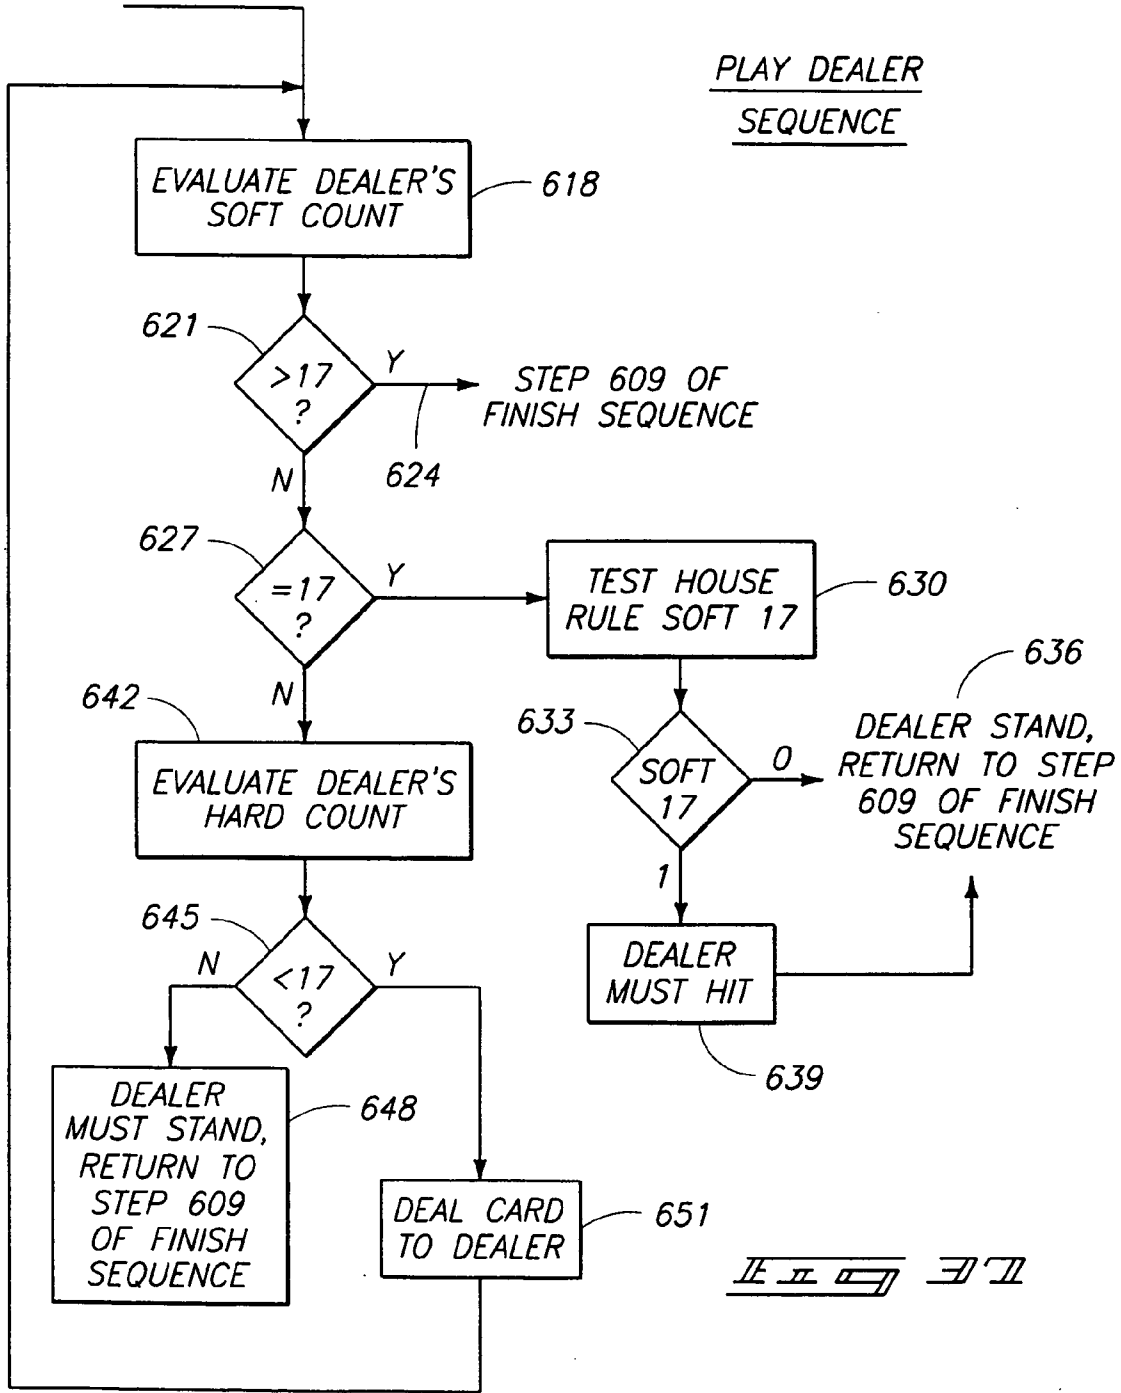 PLAY DEALER
SEQUENCE
EVALUATE DEALER'S
SOFT COUNT
618
621
>17
?
Y
STEP 609 OF
FINISH SEQUENCE
624
N
627
=17
?
Y
TEST HOUSE
RULE SOFT 17
630
636
N
642
633
SOFT
17
0
DEALER STAND,
RETURN TO STEP
609 OF FINISH
SEQUENCE
EVALUATE DEALER'S
HARD COUNT
1
645
N
<17
?
Y
DEALER
MUST HIT
639
DEALER
MUST STAND,
RETURN TO
STEP 609
OF FINISH
SEQUENCE
648
DEAL CARD
TO DEALER
651
FIG 37